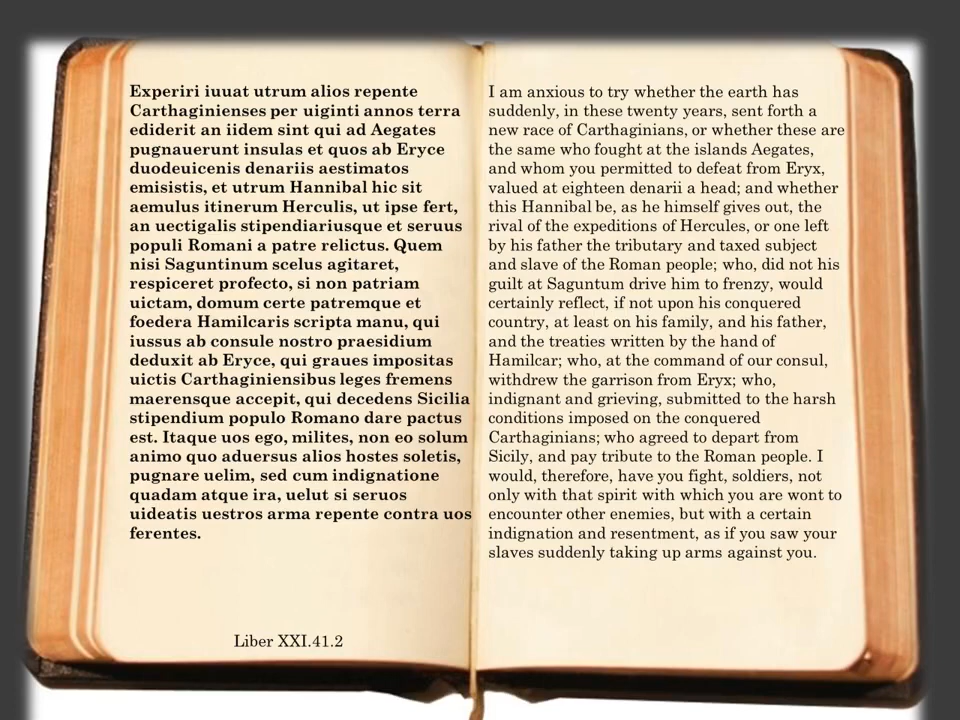 Experiri iuuat utrum alios repente
Carthaginienses per uiginti annos terra
ediderit an iidem sint qui ad Aegates
pugnauerunt insulas et quos ab Eryce
duodeuicenis denariis aestimatos
emisistis, et utrum Hannibal hic sit
aemulus itinerum Herculis, ut ipse fert,
an uectigalis stipendiariusque et seruus
populi Romani a patre relictus. Quem
nisi Saguntinum scelus agitaret,
respiceret profecto, si non patriam
uictam, domum certe patremque et
foedera Hamilcaris scripta manu, qui
iussus ab consule nostro praesidium
deduxit ab Eryce, qui graues impositas
uictis Carthaginiensibus leges fremens
maerensque accepit, qui decedens Sicilia
stipendium populo Romano dare pactus
est. Itaque uos ego, milites, non eo solum
animo quo aduersus alios hostes soletis,
pugnare uelim, sed cum indignatione
quadam atque ira, uelut si seruos
uideatis uestros arma repente contra uos
ferentes.
Liber XXI.41.2
I am anxious to try whether the earth has
suddenly, in these twenty years, sent forth a
new race of Carthaginians, or whether these are
the same who fought at the islands Aegates,
and whom you permitted to defeat from Eryx,
valued at eighteen denarii a head; and whether
this Hannibal be, as he himself gives out, the
rival of the expeditions of Hercules, or one left
by his father the tributary and taxed subject
and slave of the Roman people; who, did not his
guilt at Saguntum drive him to frenzy, would
certainly reflect, if not upon his conquered
country, at least on his family, and his father,
and the treaties written by the hand of
Hamilcar; who, at the command of our consul,
withdrew the garrison from Eryx; who,
indignant and grieving, submitted to the harsh
conditions imposed on the conquered
Carthaginians; who agreed to depart from
Sicily, and pay tribute to the Roman people. I
would, therefore, have you fight, soldiers, not
only with that spirit with which you are wont to
encounter other enemies, but with a certain
indignation and resentment, as if you saw your
slaves suddenly taking up arms against you.